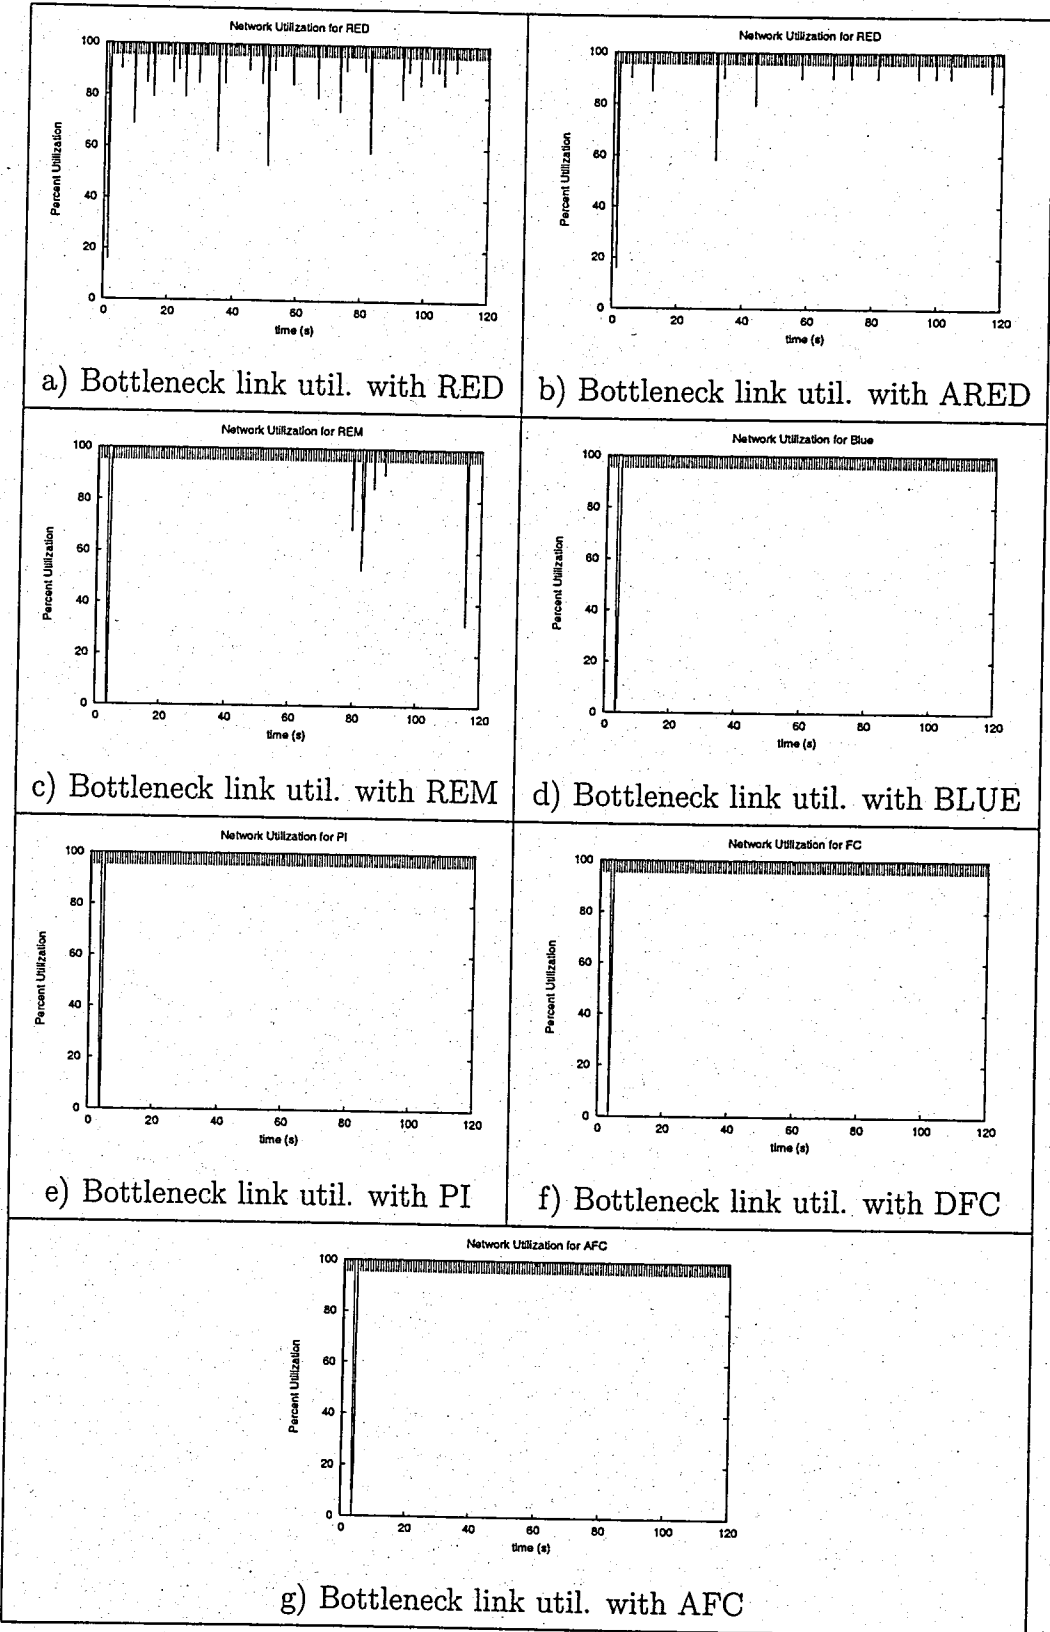 Network Utilization for RED
100
80
60
40
20
0
Percent Utilization
0 20 40 60 80 100 120
time (s)
a) Bottleneck link util. with RED
Network Utilization for RED
100
80
60
40
20
0
Percent Utilization
0 20 40 60 80 100 120
time (s)
b) Bottleneck link util. with ARED
Network Utilization for REM
100
80
60
40
20
0
Percent Utilization
0 20 40 60 80 100 120
time (s)
c) Bottleneck link util. with REM
Network Utilization for Blue
100
80
60
40
20
0
Percent Utilization
0 20 40 60 80 100 120
time (s)
d) Bottleneck link util. with BLUE
Network Utilization for PI
100
80
60
40
20
0
Percent Utilization
0 20 40 60 80 100 120
time (s)
e) Bottleneck link util. with PI
Network Utilization for FC
100
80
60
40
20
0
Percent Utilization
0 20 40 60 80 100 120
time (s)
f) Bottleneck link util. with DFC
Network Utilization for AFC
100
80
60
40
20
0
Percent Utilization
0 20 40 60 80 100 120
time (s)
g) Bottleneck link util. with AFC